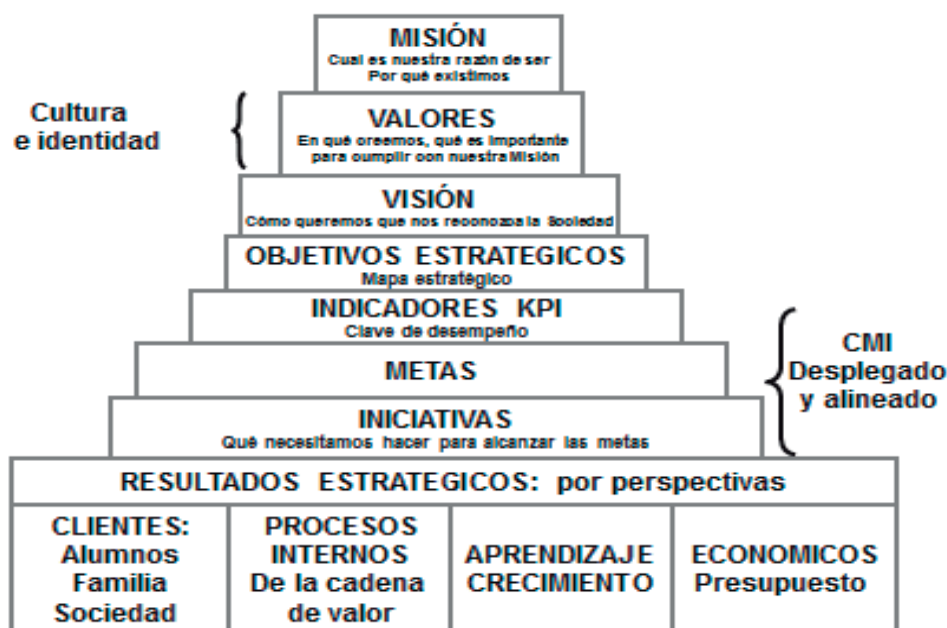 MISIÓN
Cual es nuestra razón de ser
Por qué existimos
Cultura
e identidad
VALORES
En qué oreemos, qué es importante
para cumplir con nuestra Misión
VISIÓN
Cómo queremos que nos reconozca la Sociedad
OBJETIVOS ESTRATEGICOS
Mapa estratégico
INDICADORES KPI
Clave de desempeño
CMI
Desplegado
y alineado
METAS
INICIATIVAS
Qué necesitamos hacer para alcanzar las metas
RESULTADOS ESTRATEGICOS: por perspectivas
CLIENTES:
Alumnos
Familia
Sociedad
PROCESOS
INTERNOS
De la cadena
de valor
APRENDIZAJE
CRECIMIENTO
ECONOMICOS
Presupuesto